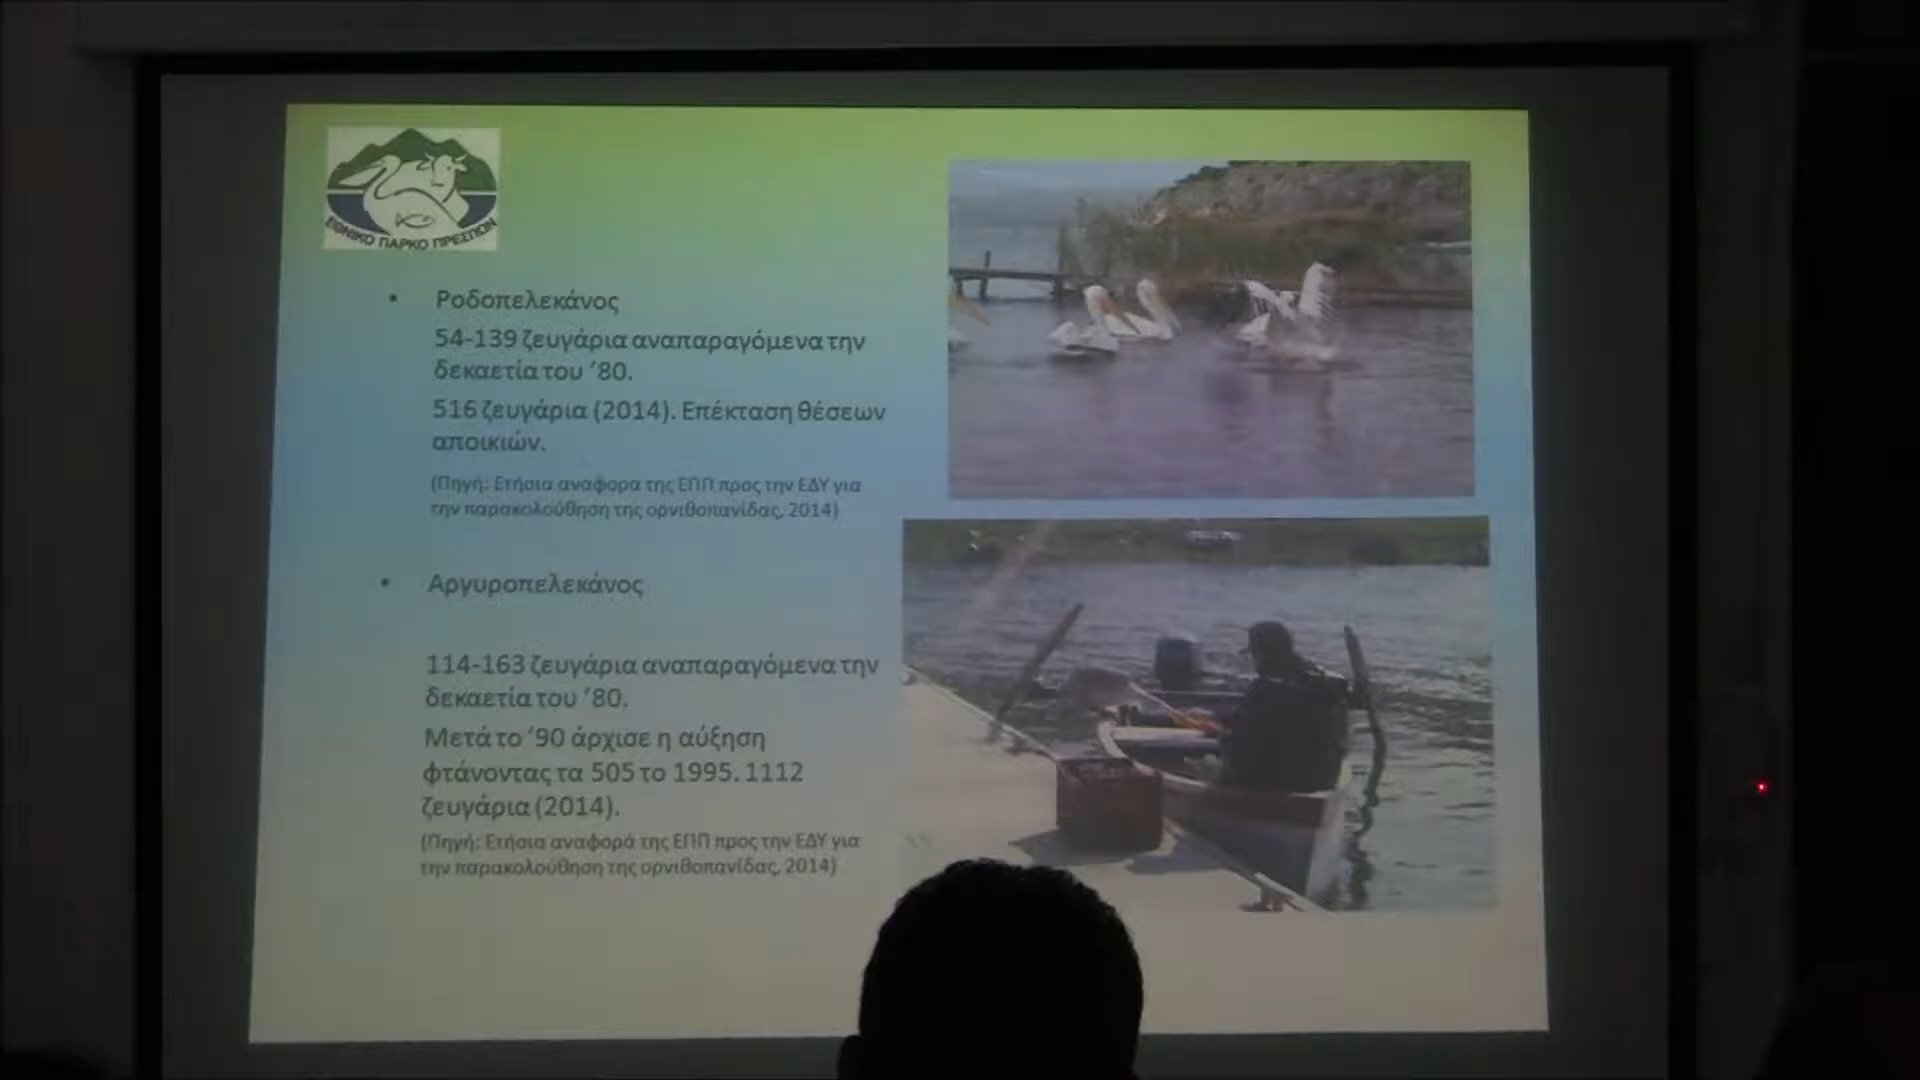 ΕΘΝΙΚΟ ΠΑΡΚΟ ΠΡΕΣΠΩΝ
• Ροδοπελεκάνος
54-139 ζευγάρια αναπαραγόμενα την
δεκαετία του ’80.
516 ζευγάρια (2014). Επέκταση θέσεων
αποικιών.
(Πηγή: Ετήσια αναφορα της ΕΠΠ προς την ΕΔΥ για
την παρακολούθηση της ορνιθοπανίδας, 2014)
• Αργυροπελεκάνος
114-163 ζευγάρια αναπαραγόμενα την
δεκαετία του ’80.
Μετά το ’90 άρχισε η αύξηση
φτάνοντας τα 505 το 1995. 1112
ζευγάρια (2014).
(Πηγή: Ετήσια αναφορά της ΕΠΠ προς την ΕΔΥ για
την παρακολούθηση της ορνιθοπανίδας, 2014)